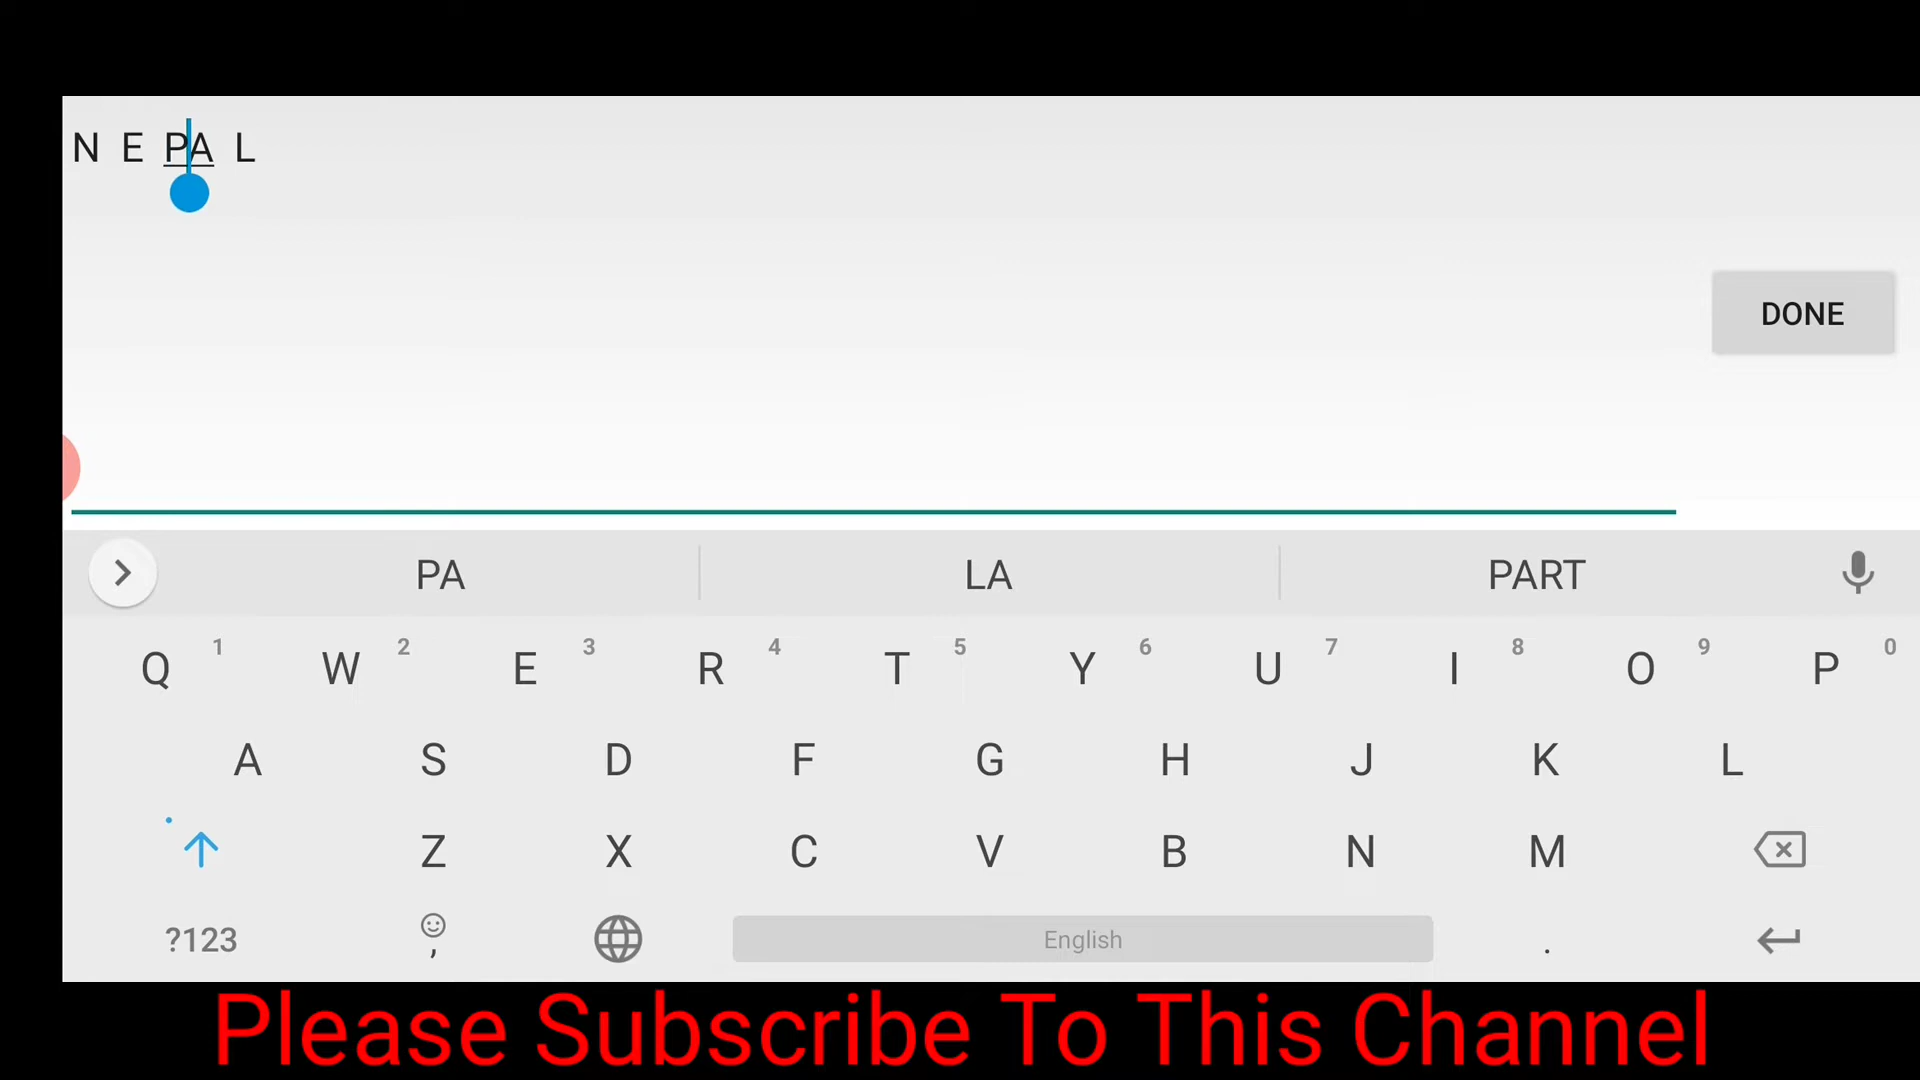 N E PA L
DONE
PA LA PART
Q 1 W 2 E 3 R 4 T 5 Y 6 U 7 I 8 O 9 P 0
A S D F G H J K L
Z X C V B N M
?123 , English .
Please Subscribe To This Channel